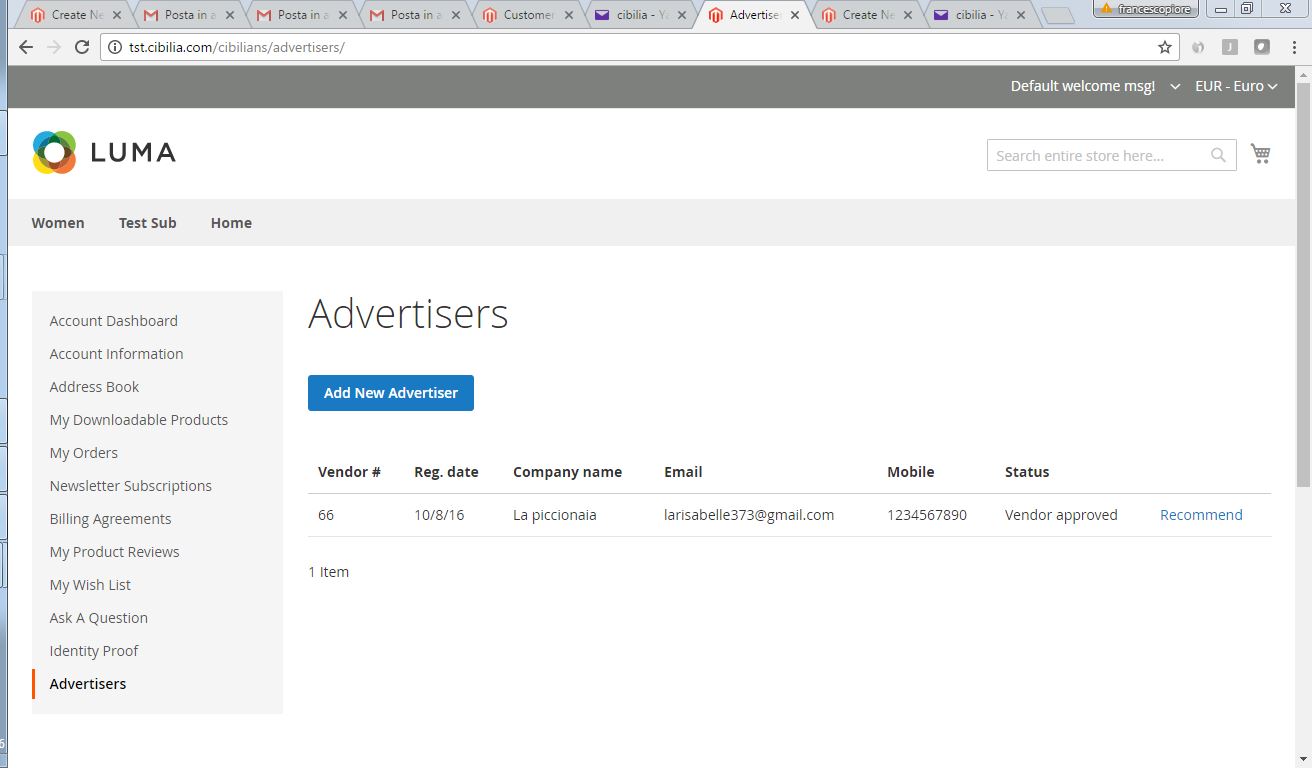 Create Ne Posta in a Posta in a Posta in a Customer cibilia - Ya Advertiser Create Ne cibilia - Ya francescopiore
tst.cibilia.com/cibilians/advertisers/
Default welcome msg! EUR - Euro
LUMA
Search entire store here...
Women Test Sub Home
Account Dashboard
Account Information
Address Book
My Downloadable Products
My Orders
Newsletter Subscriptions
Billing Agreements
My Product Reviews
My Wish List
Ask A Question
Identity Proof
Advertisers
Advertisers
Add New Advertiser
Vendor # Reg. date Company name Email Mobile Status
66 10/8/16 La piccionaia larisabelle373@gmail.com 1234567890 Vendor approved Recommend
1 Item